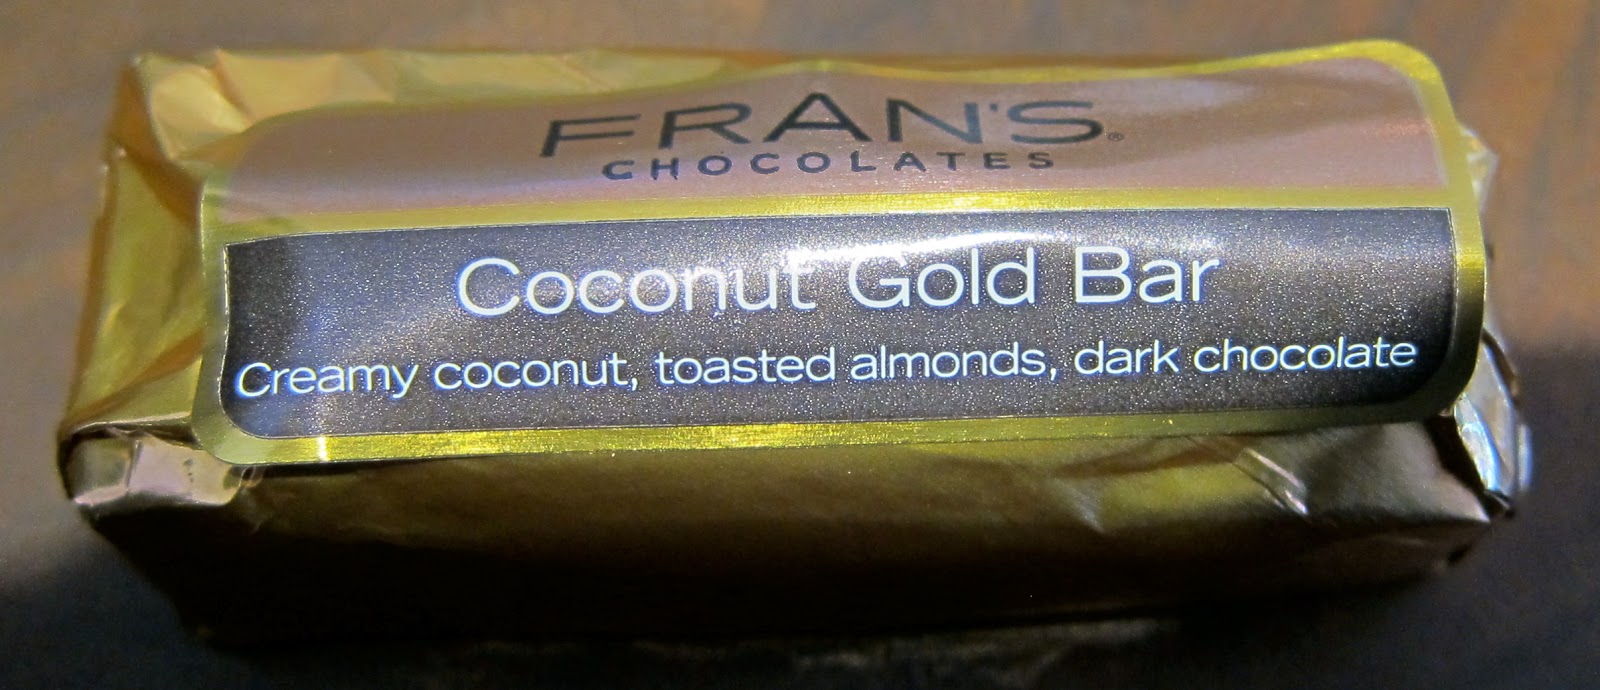 FRAN'S®
CHOCOLATES
Coconut Gold Bar
Creamy coconut, toasted almonds, dark chocolate